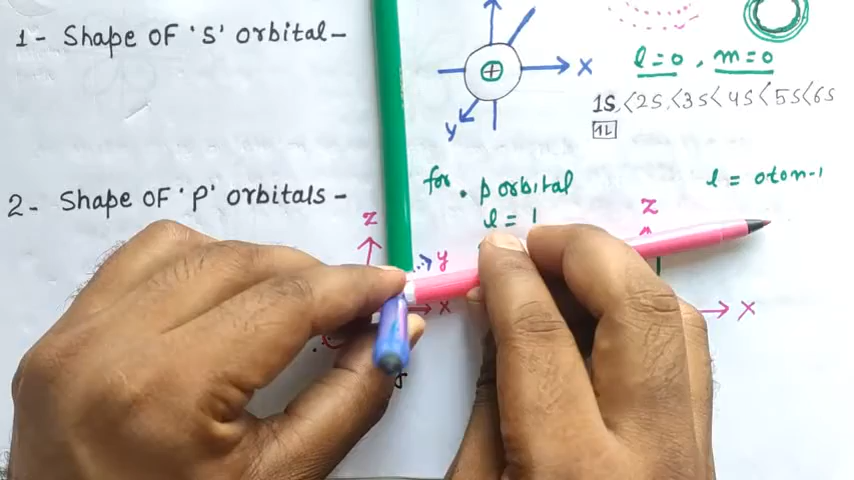 1- Shape OF 's' orbital-
+
X
y
l=0, m=0
1S,<2S,<3S<4S<5S<6S
1L
2- Shape OF 'P' orbitals-
for . p orbital
l = 1
l = 0 to n-1
Z
y
X
Z
X